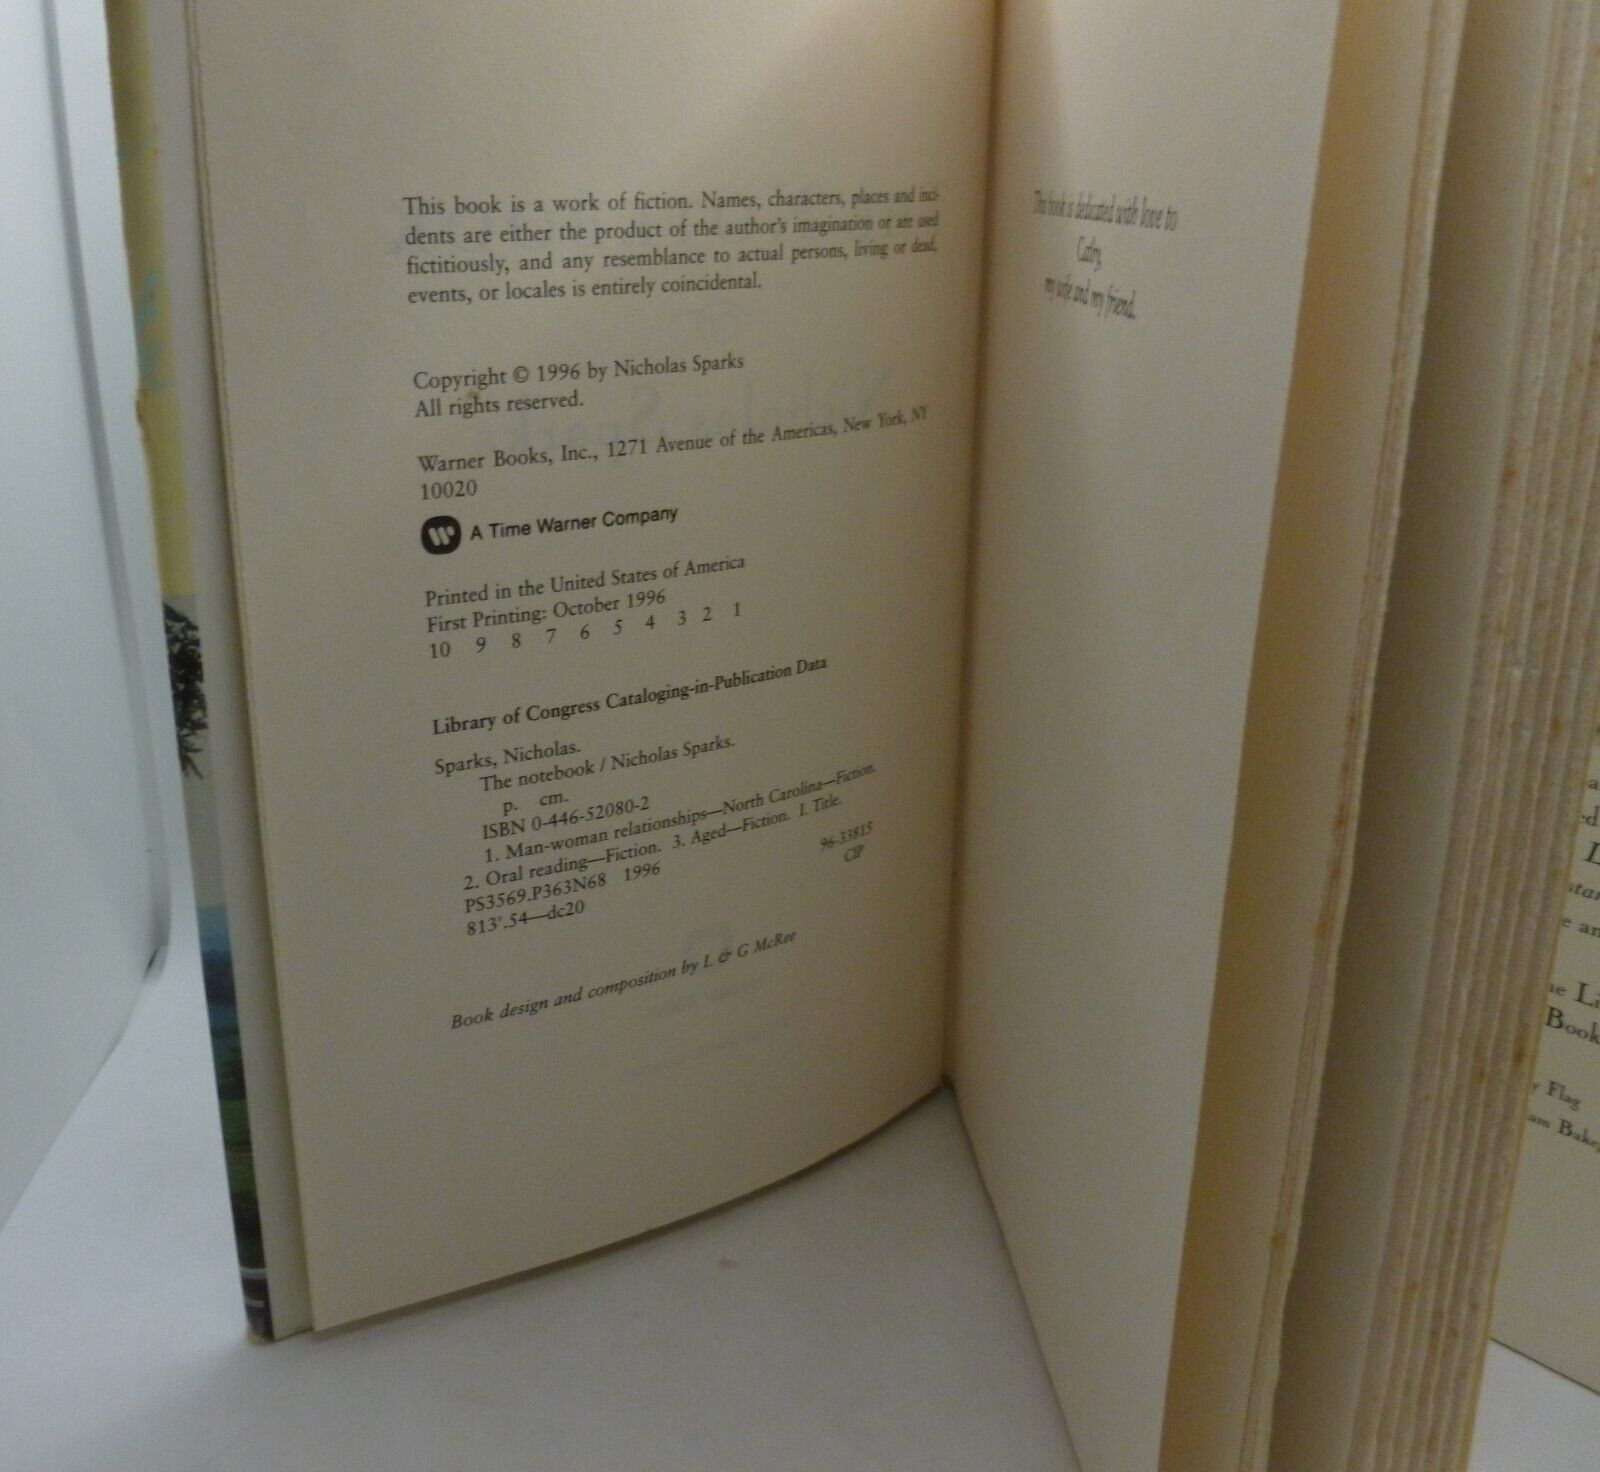 This book is a work of fiction. Names, characters, places and inci-
dents are either the product of the author's imagination or are used
fictitiously, and any resemblance to actual persons, living or dead,
events, or locales is entirely coincidental.
Copyright © 1996 by Nicholas Sparks
All rights reserved.
Warner Books, Inc., 1271 Avenue of the Americas, New York, NY
10020
W A Time Warner Company
Printed in the United States of America
First Printing: October 1996
10 9 8 7 6 5 4 3 2 1
Library of Congress Cataloging-in-Publication Data
Sparks, Nicholas.
The notebook / Nicholas Sparks.
p. cm.
ISBN 0-446-52080-2
1. Man-woman relationships—North Carolina—Fiction.
2. Oral reading—Fiction. 3. Aged—Fiction. I. Title.
PS3569.P363N68 1996
813'.54—dc20
96-33815
CIP
Book design and composition by L & G McRee
This book is dedicated with love to
Cathy,
my wife and my friend.
Book
Flag
Bake